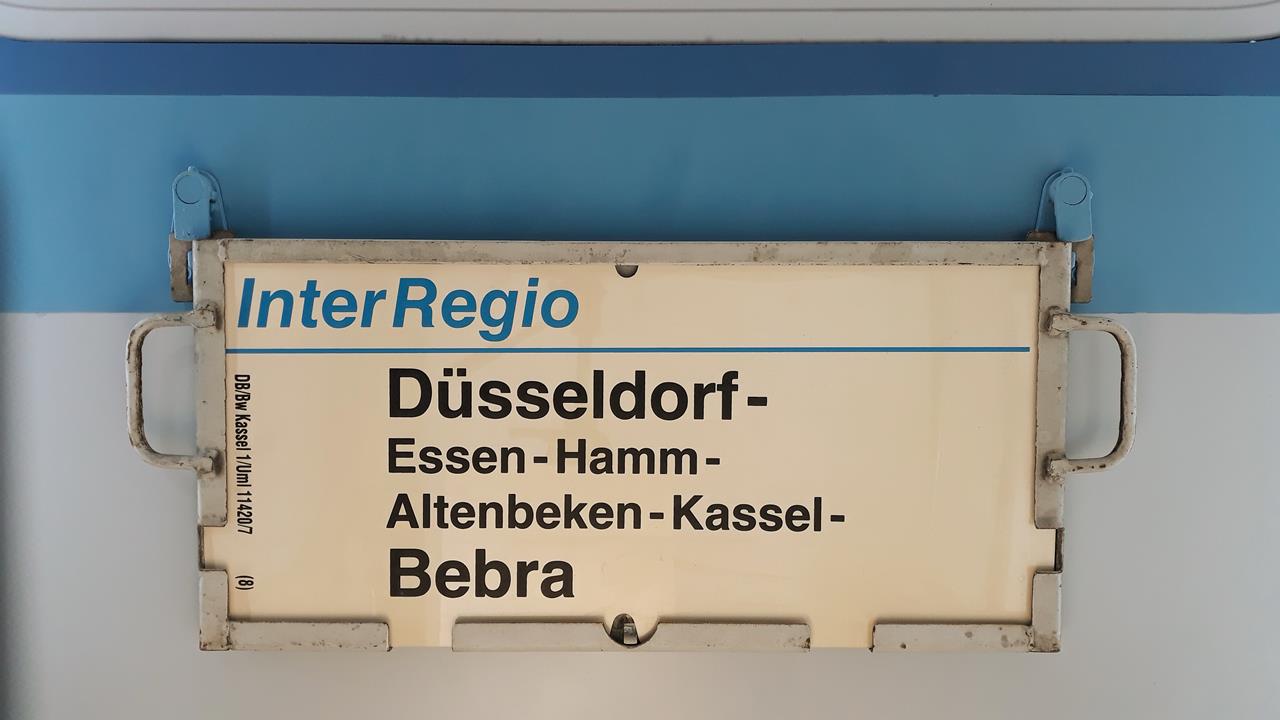 InterRegio
Düsseldorf-
Essen-Hamm-
Altenbeken-Kassel-
Bebra
DB/Bw Kassel 1/Uml 11420/7 (8)